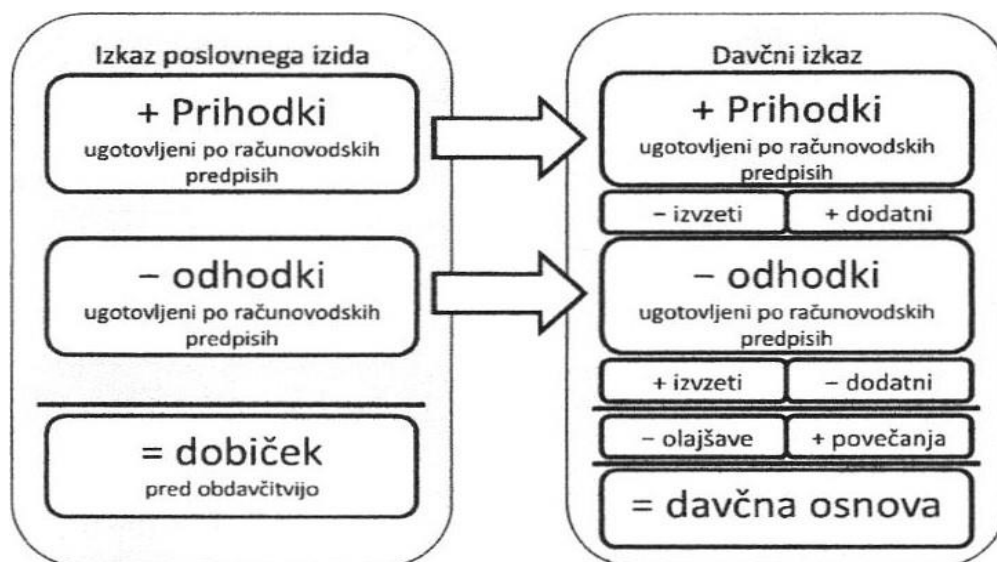 Izkaz poslovnega izida
+ Prihodki
ugotovljeni po računovodskih
predpisih
− odhodki
ugotovljeni po računovodskih
predpisih
= dobiček
pred obdavčitvijo
Davčni izkaz
+ Prihodki
ugotovljeni po računovodskih
predpisih
− izvzeti
+ dodatni
− odhodki
ugotovljeni po računovodskih
predpisih
+ izvzeti
− dodatni
− olajšave
+ povečanja
= davčna osnova